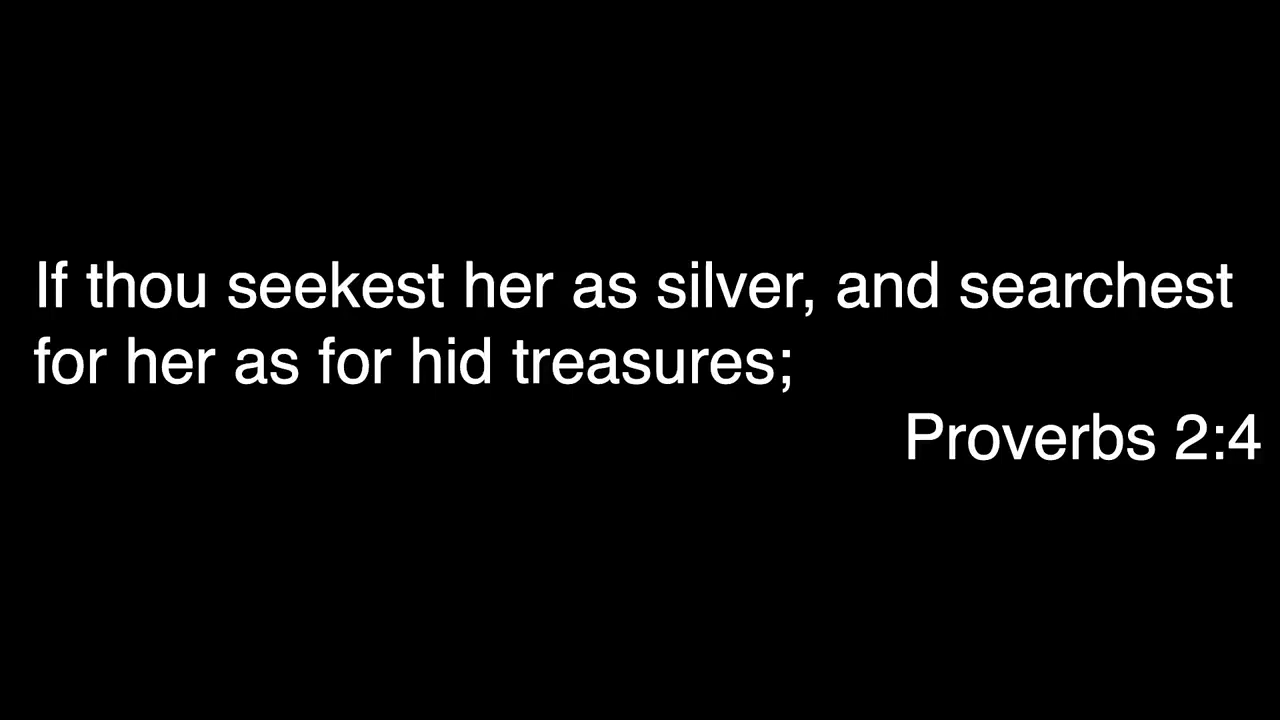 If thou seekest her as silver, and searchest
for her as for hid treasures;
Proverbs 2:4